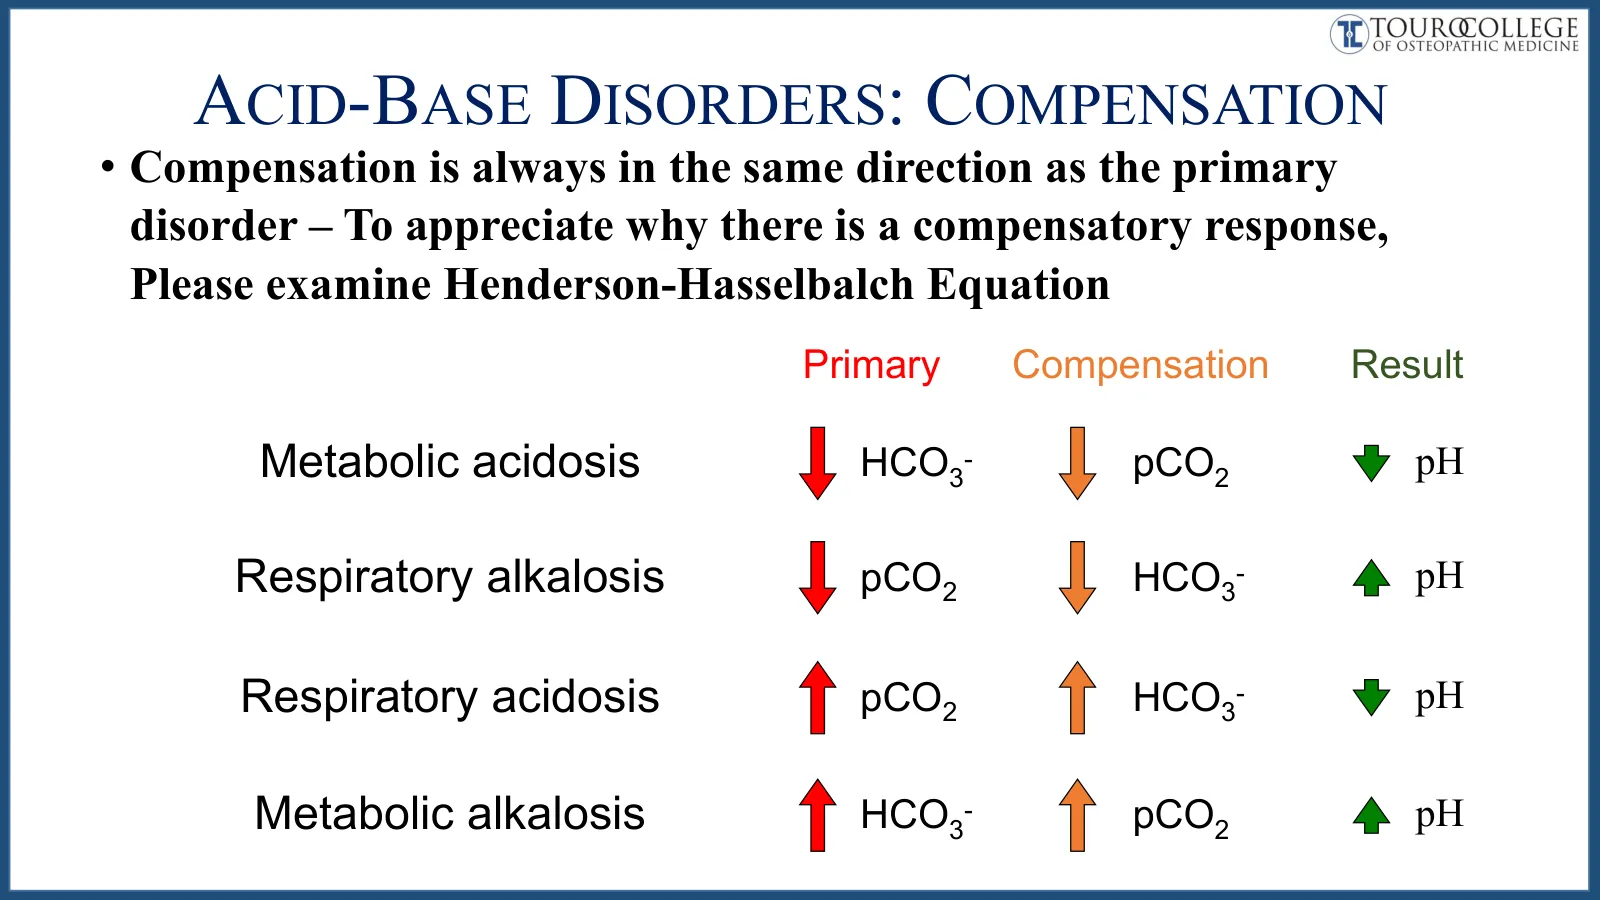 TOURO COLLEGE
OF OSTEOPATHIC MEDICINE
ACID-BASE DISORDERS: COMPENSATION
• Compensation is always in the same direction as the primary
disorder – To appreciate why there is a compensatory response,
Please examine Henderson-Hasselbalch Equation
Primary Compensation Result
Metabolic acidosis HCO₃⁻ pCO₂ pH
Respiratory alkalosis pCO₂ HCO₃⁻ pH
Respiratory acidosis pCO₂ HCO₃⁻ pH
Metabolic alkalosis HCO₃⁻ pCO₂ pH